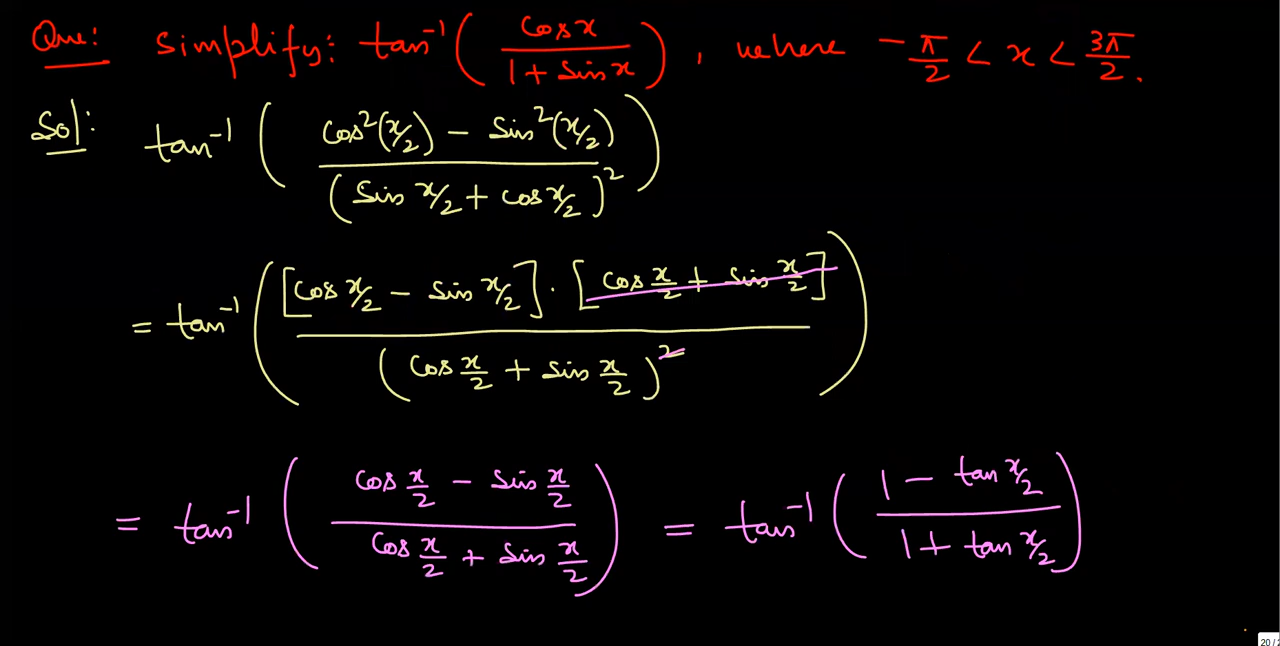 Que: Simplify: tan⁻¹ ( cos x / 1 + sin x ) , where - π/2 < x < 3π/2 .
Sol: tan⁻¹ ( cos²(x/2) - sin²(x/2) / (sin x/2 + cos x/2)² )
= tan⁻¹ ( [cos x/2 - sin x/2] · [cos x/2 + sin x/2] / (cos x/2 + sin x/2)² )
= tan⁻¹ ( cos x/2 - sin x/2 / cos x/2 + sin x/2 ) = tan⁻¹ ( 1 - tan x/2 / 1 + tan x/2 )